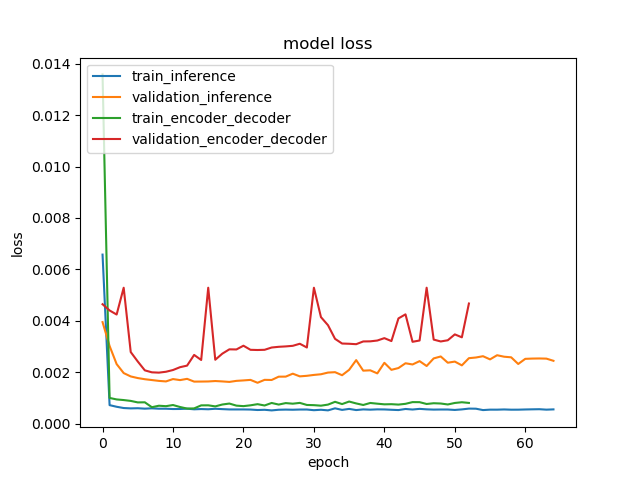 model loss
train_inference
validation_inference
train_encoder_decoder
validation_encoder_decoder
loss
0.014
0.012
0.010
0.008
0.006
0.004
0.002
0.000
0 10 20 30 40 50 60
epoch